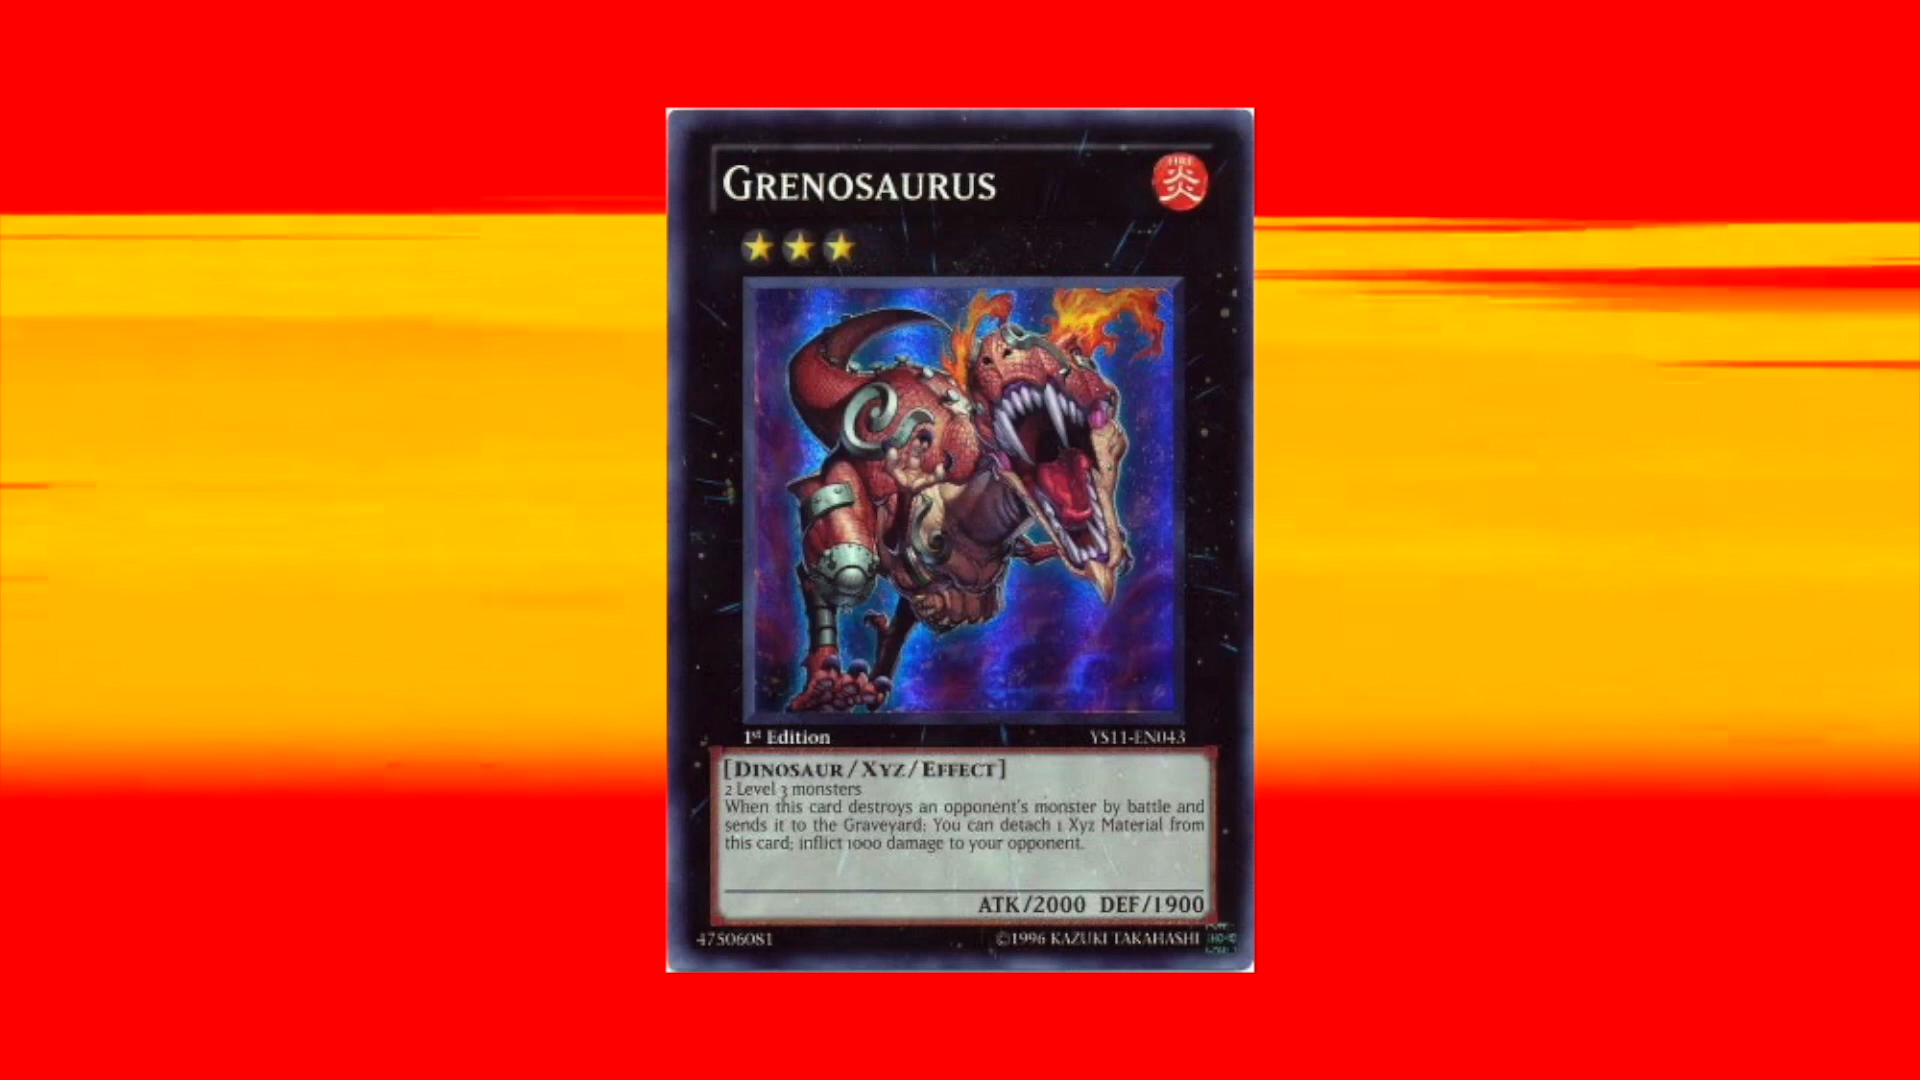 GRENOSAURUS
FIRE
炎
1st Edition
YS11-EN043
[DINOSAUR/XYZ/EFFECT]
2 Level 3 monsters
When this card destroys an opponent's monster by battle and
sends it to the Graveyard: You can detach 1 Xyz Material from
this card; inflict 1000 damage to your opponent.
ATK/2000 DEF/1900
47506081
©1996 KAZUKI TAKAHASHI